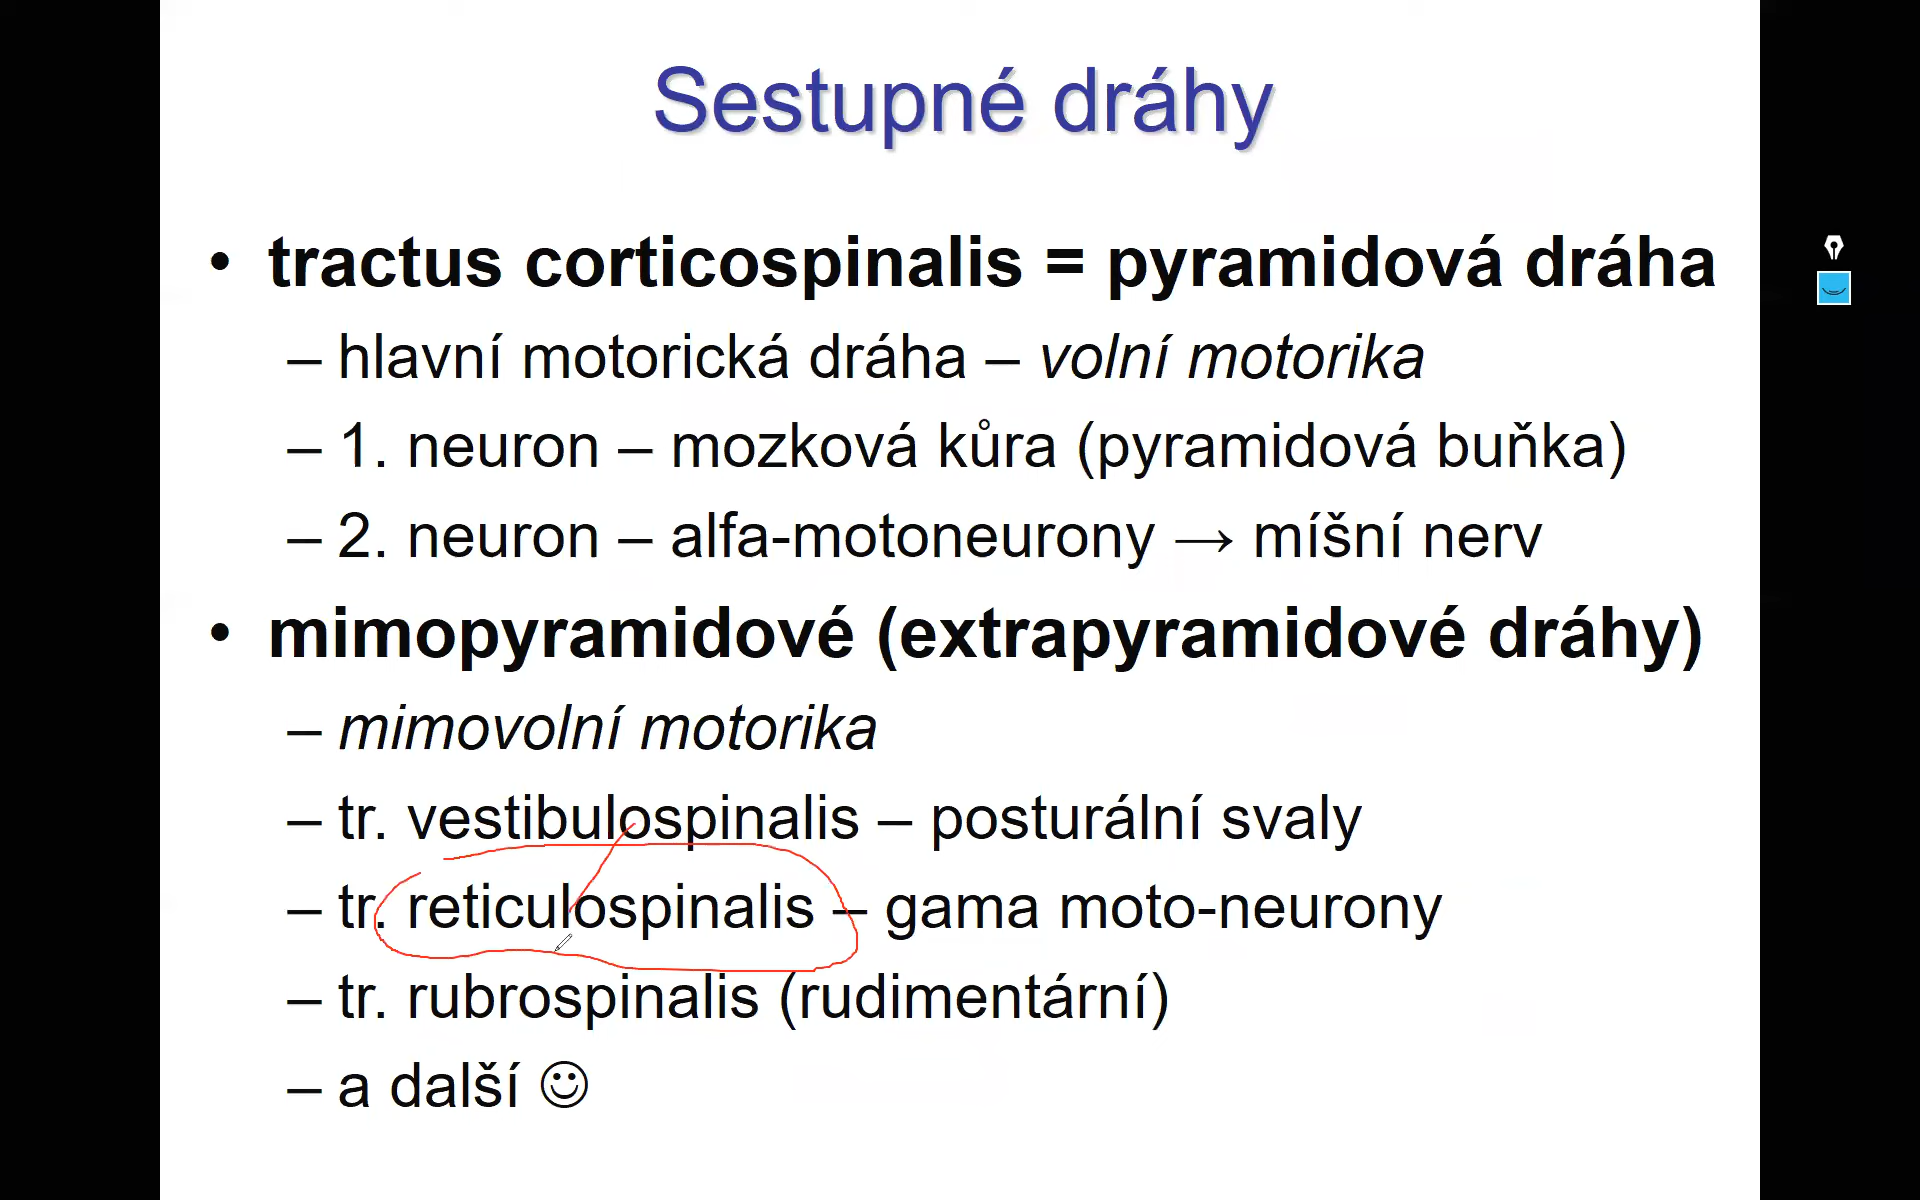 Sestupné dráhy
• tractus corticospinalis = pyramidová dráha
– hlavní motorická dráha – volní motorika
– 1. neuron – mozková kůra (pyramidová buňka)
– 2. neuron – alfa-motoneurony → míšní nerv
• mimopyramidové (extrapyramidové dráhy)
– mimovolní motorika
– tr. vestibulospinalis – posturální svaly
– tr. reticulospinalis – gama moto-neurony
– tr. rubrospinalis (rudimentární)
– a další ☺